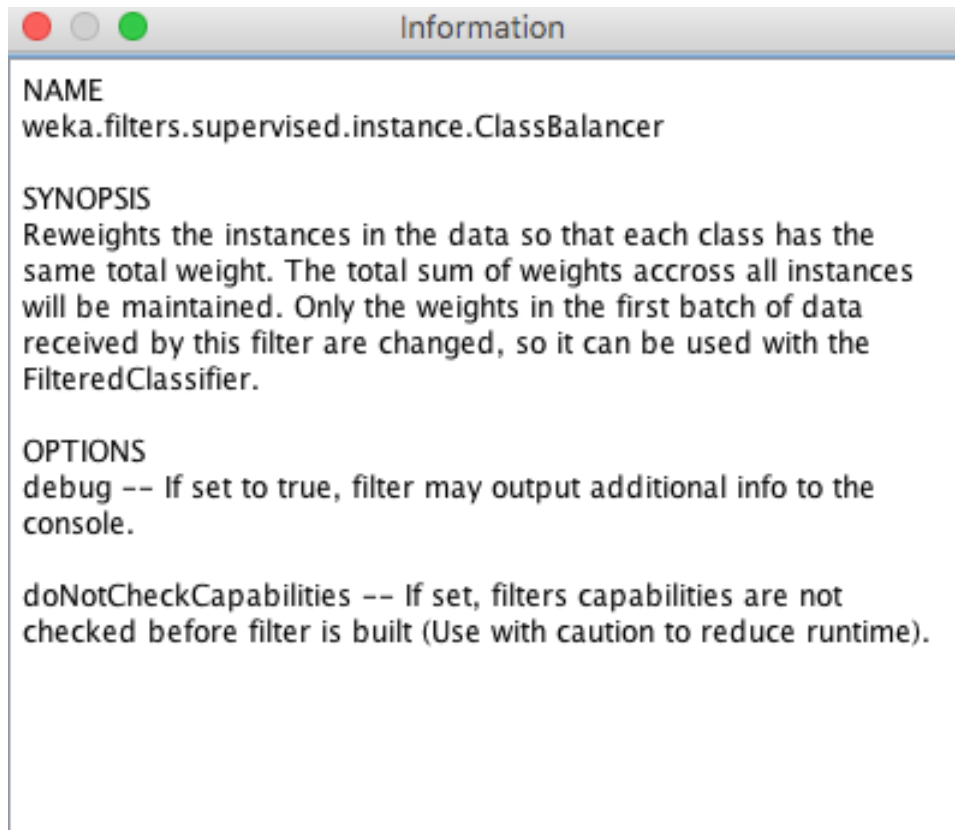 Information
NAME
weka.filters.supervised.instance.ClassBalancer
SYNOPSIS
Reweights the instances in the data so that each class has the
same total weight. The total sum of weights accross all instances
will be maintained. Only the weights in the first batch of data
received by this filter are changed, so it can be used with the
FilteredClassifier.
OPTIONS
debug -- If set to true, filter may output additional info to the
console.
doNotCheckCapabilities -- If set, filters capabilities are not
checked before filter is built (Use with caution to reduce runtime).